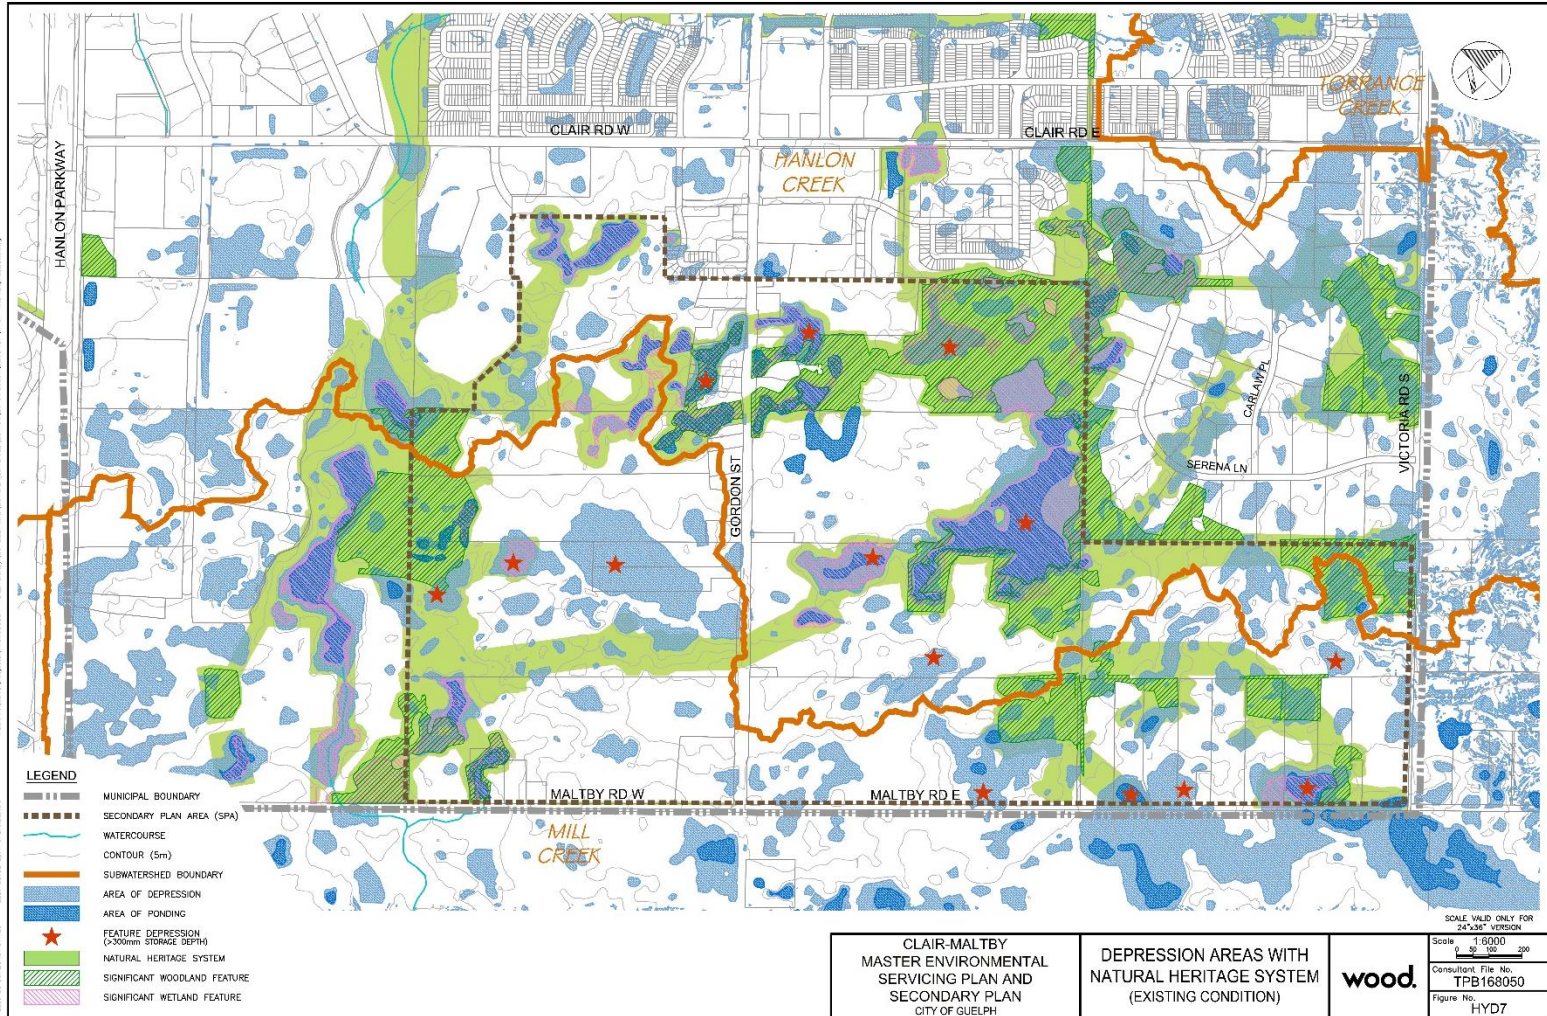 TORRANCE
CREEK
CLAIR RD W
CLAIR RD E
HANLON
CREEK
HANLON PARKWAY
CARLAW PL
VICTORIA RD S
SERENA LN
GORDON ST
MALTBY RD W
MALTBY RD E
MILL
CREEK
LEGEND
MUNICIPAL BOUNDARY
SECONDARY PLAN AREA (SPA)
WATERCOURSE
CONTOUR (5m)
SUBWATERSHED BOUNDARY
AREA OF DEPRESSION
AREA OF PONDING
FEATURE DEPRESSION
(>300mm STORAGE DEPTH)
NATURAL HERITAGE SYSTEM
SIGNIFICANT WOODLAND FEATURE
SIGNIFICANT WETLAND FEATURE
CLAIR-MALTBY
MASTER ENVIRONMENTAL
SERVICING PLAN AND
SECONDARY PLAN
CITY OF GUELPH
DEPRESSION AREAS WITH
NATURAL HERITAGE SYSTEM
(EXISTING CONDITION)
wood.
SCALE VALID ONLY FOR
24"x36" VERSION
Scale 1:6000
0 50 100 200
Consultant File No.
TPB168050
Figure No.
HYD7